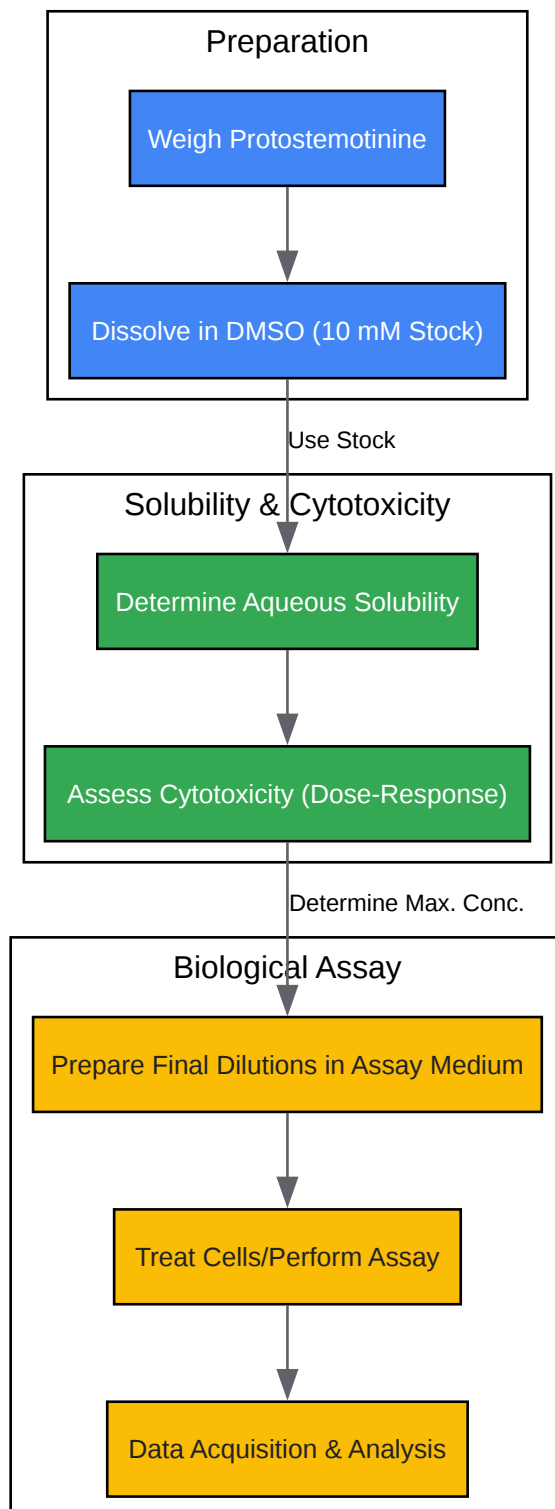 Preparation
Weigh Protostemotinine
Dissolve in DMSO (10 mM Stock)
Use Stock
Solubility & Cytotoxicity
Determine Aqueous Solubility
Assess Cytotoxicity (Dose-Response)
Determine Max. Conc.
Biological Assay
Prepare Final Dilutions in Assay Medium
Treat Cells/Perform Assay
Data Acquisition & Analysis